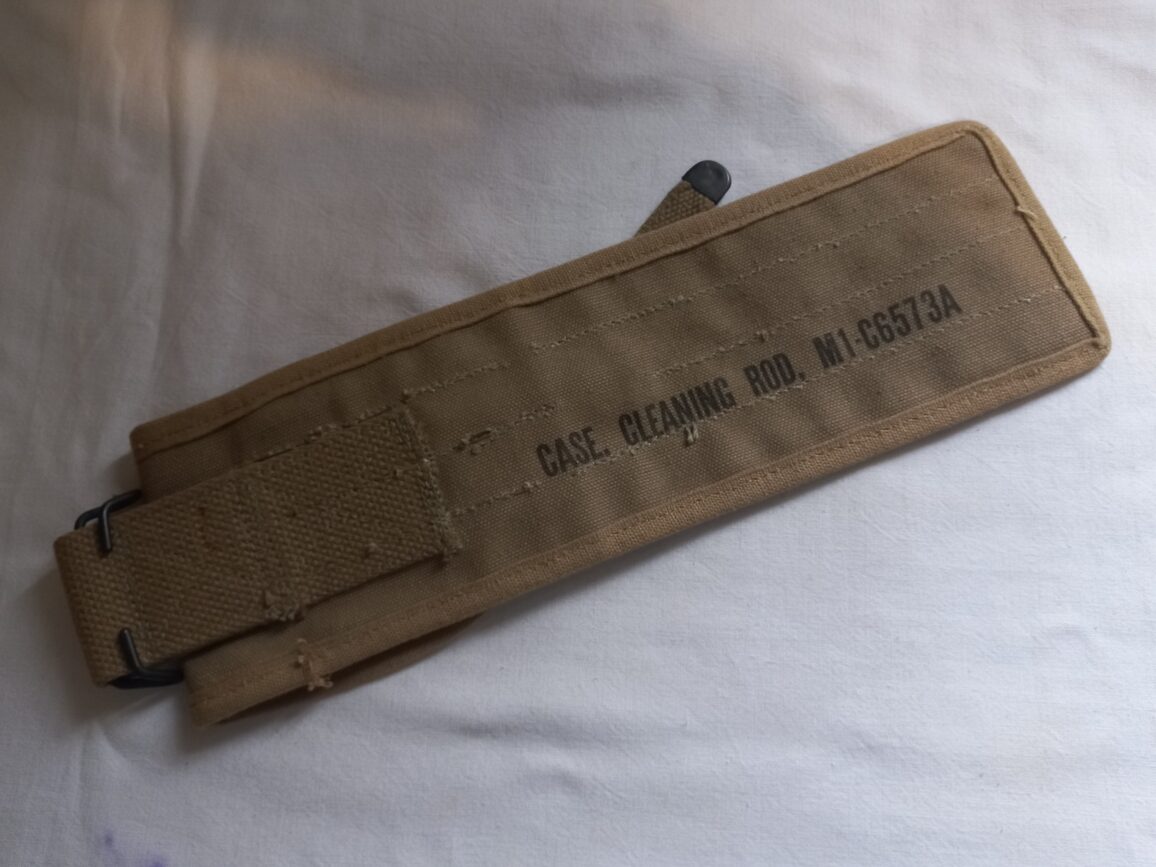 CASE, CLEANING ROD, M1-C6573A